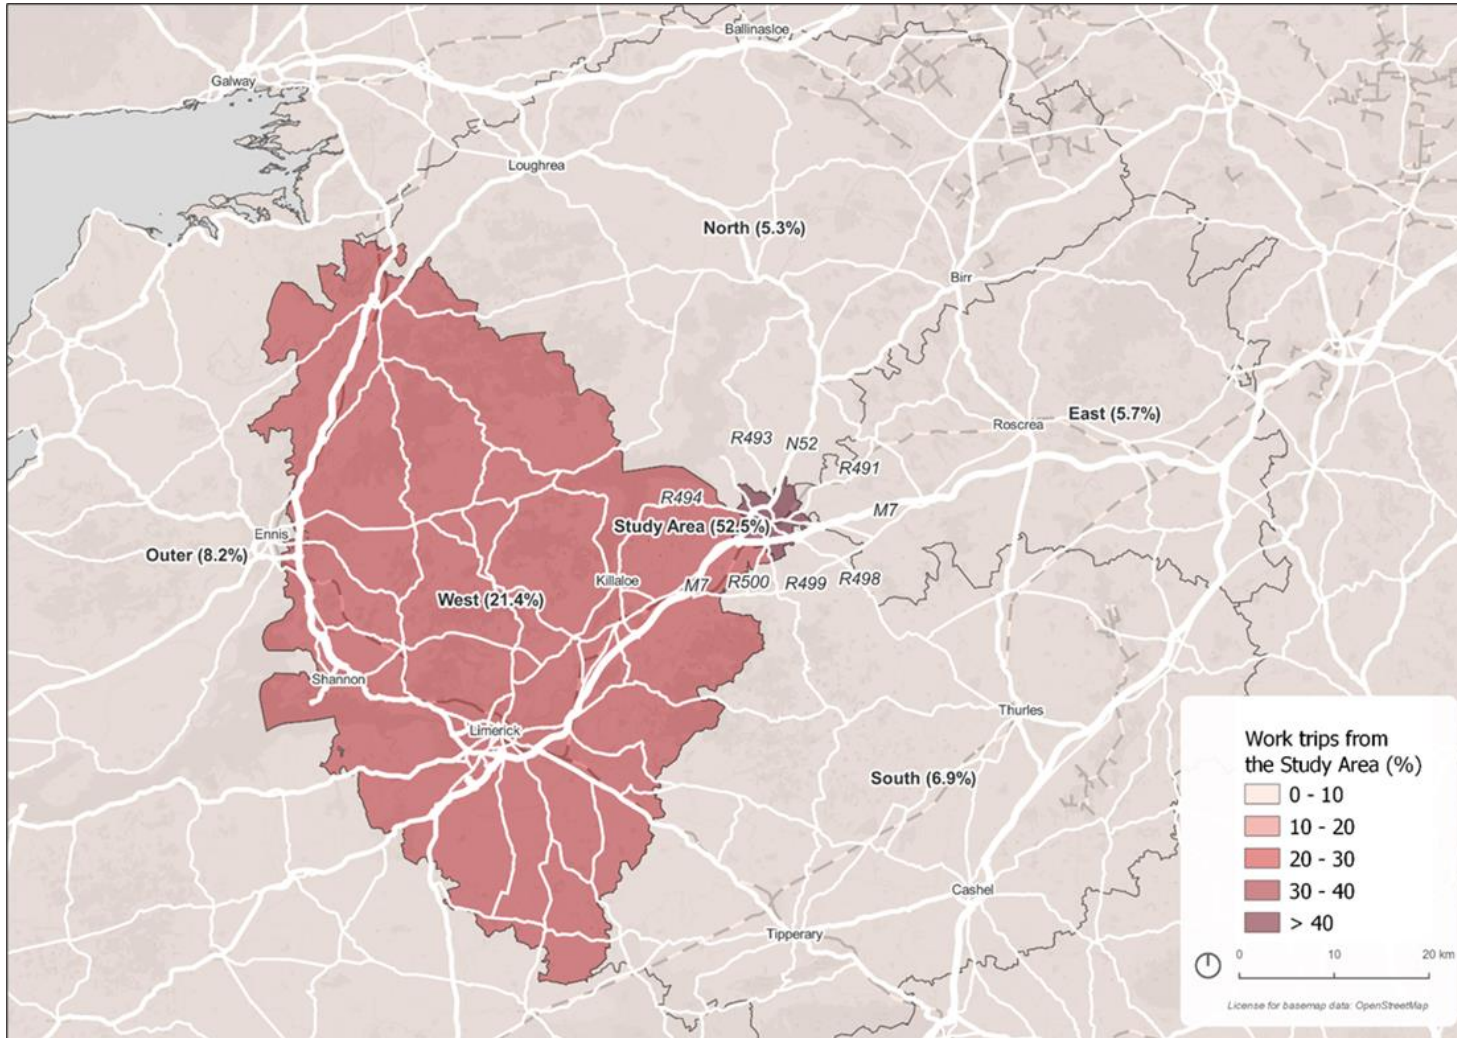 Ballinasloe
Galway
Loughrea
North (5.3%)
Birr
Roscrea
East (5.7%)
R493
N52
R491
R494
M7
Study Area (52.5%)
Ennis
Outer (8.2%)
Killaloe
M7
R500
R499
R498
West (21.4%)
Shannon
Limerick
Thurles
South (6.9%)
Cashel
Tipperary
Work trips from
the Study Area (%)
0 - 10
10 - 20
20 - 30
30 - 40
> 40
0 10 20 km
License for basemap data: OpenStreetMap